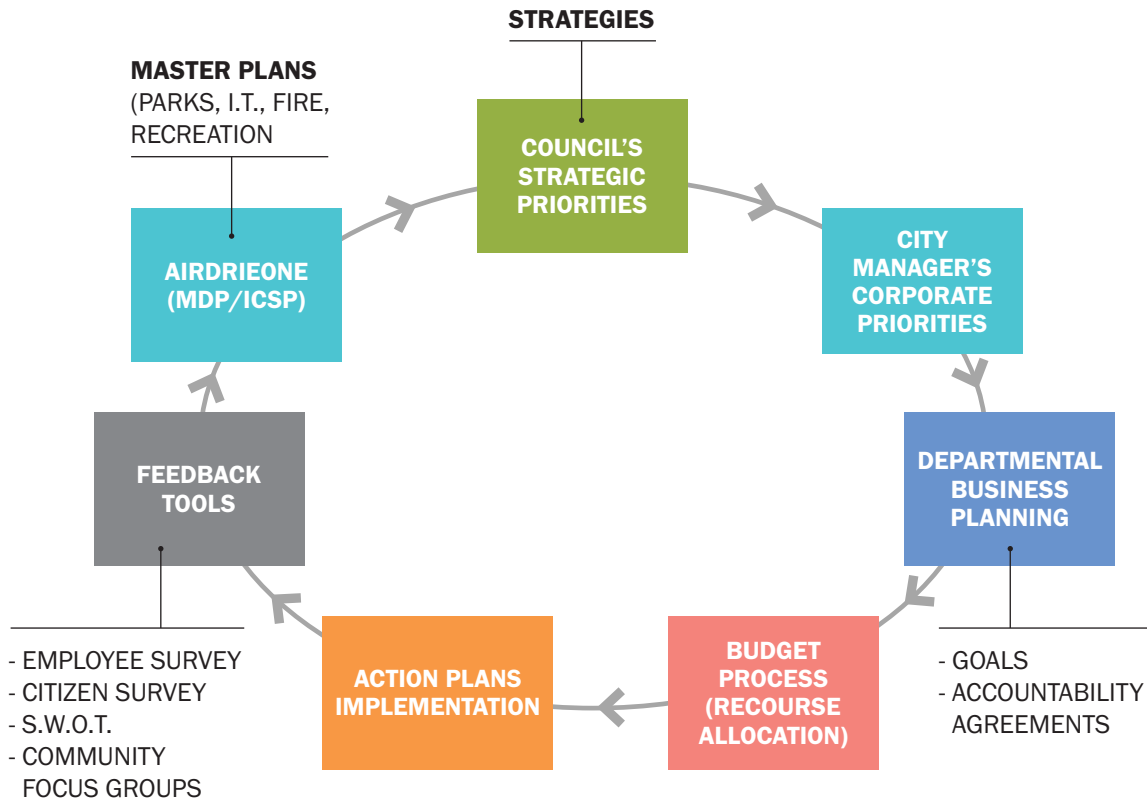 STRATEGIES
MASTER PLANS
(PARKS, I.T., FIRE,
RECREATION
COUNCIL'S
STRATEGIC
PRIORITIES
AIRDRIEONE
(MDP/ICSP)
CITY
MANAGER'S
CORPORATE
PRIORITIES
FEEDBACK
TOOLS
DEPARTMENTAL
BUSINESS
PLANNING
ACTION PLANS
IMPLEMENTATION
BUDGET
PROCESS
(RECOURSE
ALLOCATION)
- EMPLOYEE SURVEY
- CITIZEN SURVEY
- S.W.O.T.
- COMMUNITY
FOCUS GROUPS
- GOALS
- ACCOUNTABILITY
AGREEMENTS